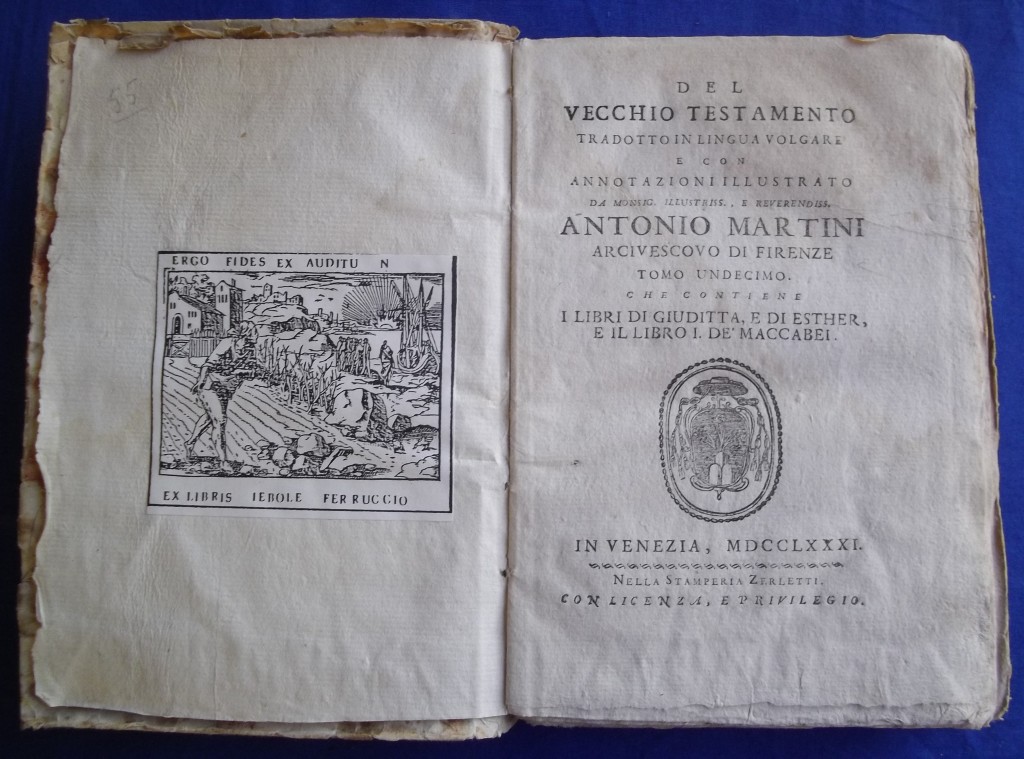 55
ERGO FIDES EX AUDITU N
EX LIBRIS IEBOLE FERRUCCIO
DEL
VECCHIO TESTAMENTO
TRADOTTO IN LINGUA VOLGARE
E CON
ANNOTAZIONI ILLUSTRATO
DA MONSIG. ILLUSTRISS., E REVERENDISS.
ANTONIO MARTINI
ARCIVESCOVO DI FIRENZE
TOMO UNDECIMO.
CHE CONTIENE
I LIBRI DI GIUDITTA, E DI ESTHER,
E IL LIBRO I. DE' MACCABEI.
IN VENEZIA, MDCCLXXXI.
NELLA STAMPERIA ZERLETTI.
CON LICENZA, E PRIVILEGIO.